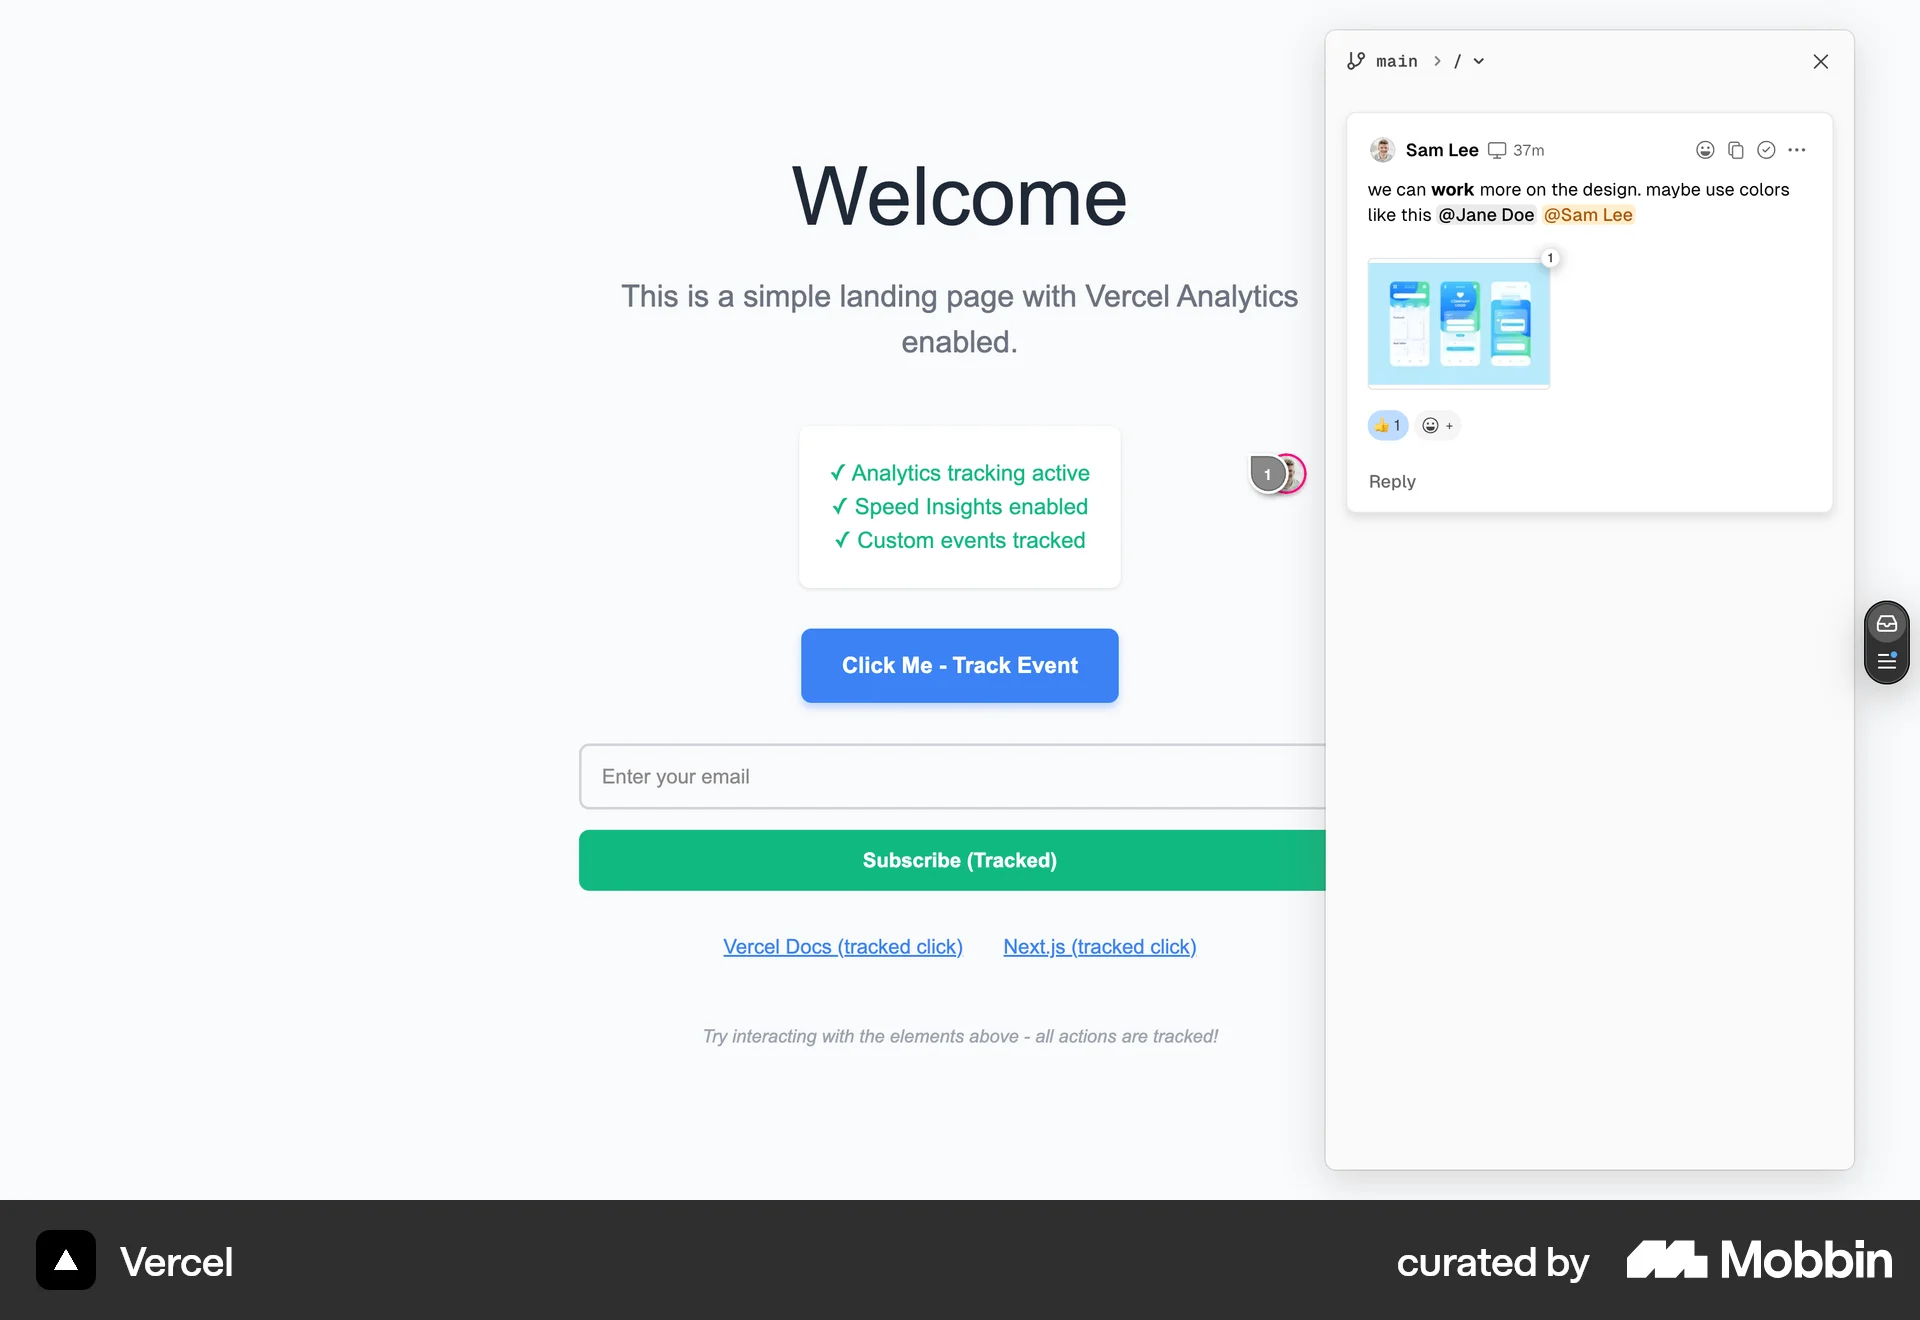 Welcome
This is a simple landing page with Vercel Analytics
enabled.
✓ Analytics tracking active
✓ Speed Insights enabled
✓ Custom events tracked
Click Me - Track Event
Enter your email
Subscribe (Tracked)
Vercel Docs (tracked click) Next.js (tracked click)
Try interacting with the elements above - all actions are tracked!
1
main > /
Sam Lee 37m
we can work more on the design. maybe use colors
like this @Jane Doe @Sam Lee
1
👍 1 +
Reply
Vercel
curated by Mobbin